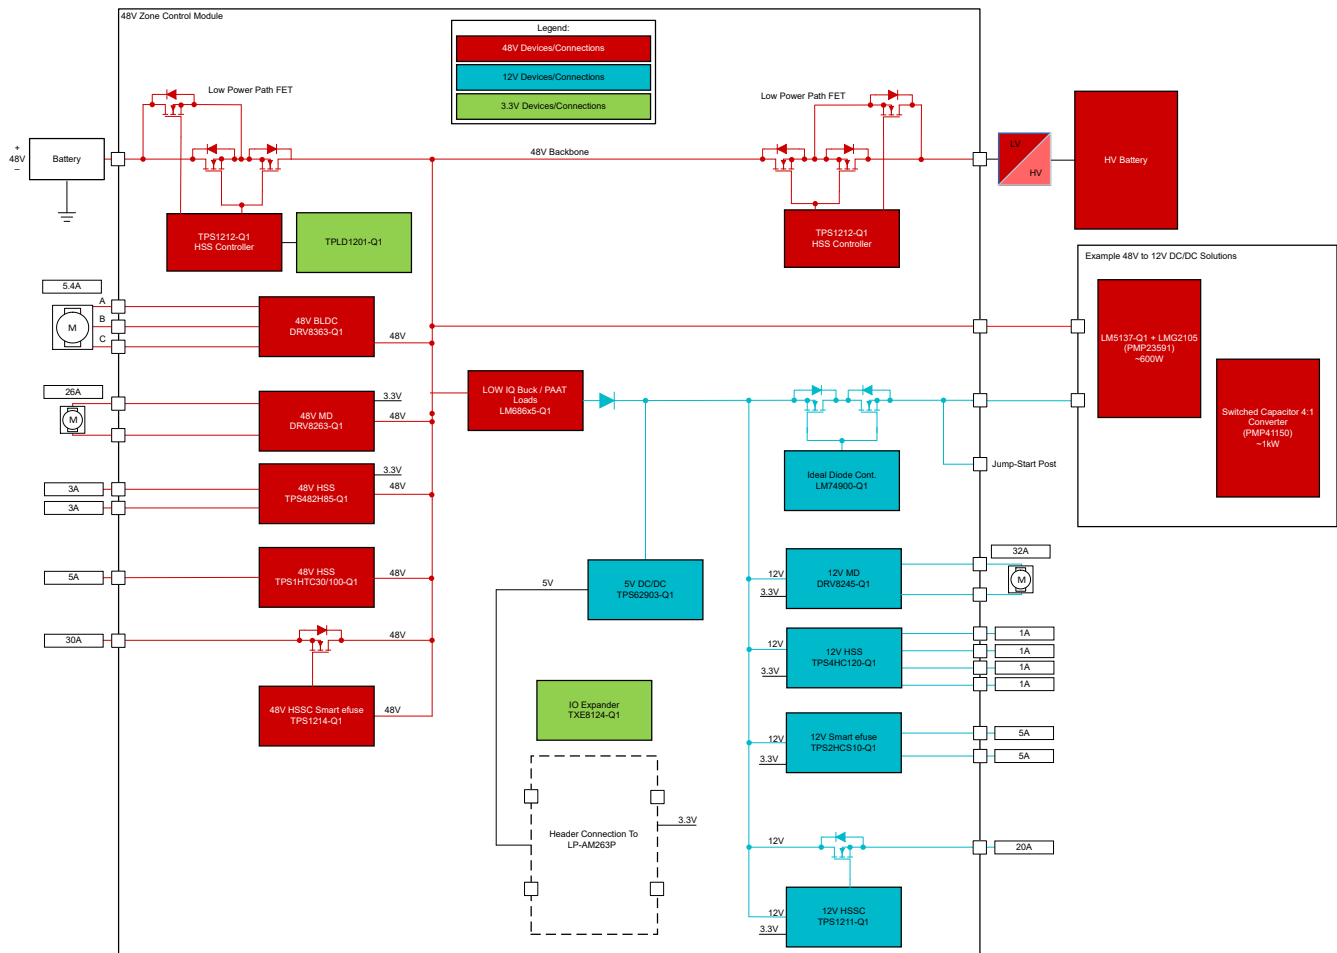 48V Zone Control Module
Legend:
48V Devices/Connections
12V Devices/Connections
3.3V Devices/Connections
Low Power Path FET
Low Power Path FET
+
48V
–
Battery
48V Backbone
LV
HV
HV Battery
TPS1212-Q1
HSS Controller
TPLD1201-Q1
TPS1212-Q1
HSS Controller
Example 48V to 12V DC/DC Solutions
LM5137-Q1 + LMG2105
(PMP23591)
~600W
Switched Capacitor 4:1
Converter
(PMP41150)
~1kW
5.4A
A
B
C
M
48V BLDC
DRV8363-Q1
48V
26A
M
48V MD
DRV8263-Q1
3.3V
48V
LOW IQ Buck / PAAT
Loads
LM686x5-Q1
Ideal Diode Cont.
LM74900-Q1
Jump-Start Post
3A
3A
48V HSS
TPS482H85-Q1
3.3V
48V
5A
48V HSS
TPS1HTC30/100-Q1
48V
5V
5V DC/DC
TPS62903-Q1
12V
3.3V
12V MD
DRV8245-Q1
32A
M
30A
48V
48V HSSC Smart efuse
TPS1214-Q1
48V
12V
3.3V
12V HSS
TPS4HC120-Q1
1A
1A
1A
1A
IO Expander
TXE8124-Q1
12V
3.3V
12V Smart efuse
TPS2HCS10-Q1
5A
5A
Header Connection To
LP-AM263P
3.3V
12V
20A
12V
3.3V
12V HSSC
TPS1211-Q1